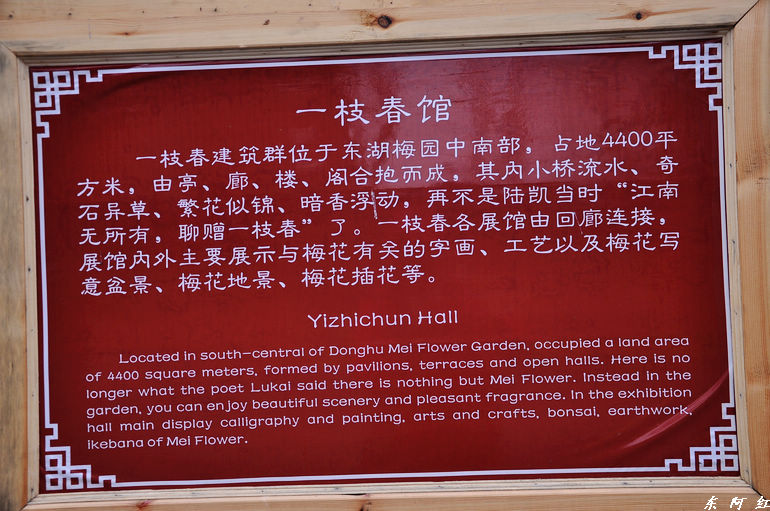 一枝春馆
一枝春建筑群位于东湖梅园中南部，占地4400平
方米，由亭、廊、楼、阁合抱而成，其内小桥流水、奇
石异草、繁花似锦、暗香浮动，再不是陆凯当时“江南
无所有，聊赠一枝春”了。一枝春各展馆由回廊连接，
展馆内外主要展示与梅花有关的字画、工艺以及梅花写
意盆景、梅花地景、梅花插花等。
Yizhichun Hall
Located in south-central of Donghu Mei Flower Garden, occupied a land area
of 4400 square meters, formed by pavilions, terraces and open halls. Here is no
longer what the poet Lukai said there is nothing but Mei Flower. Instead in the
garden, you can enjoy beautiful scenery and pleasant fragrance. In the exhibition
hall main display calligraphy and painting, arts and crafts, bonsai, earthwork,
ikebana of Mei Flower.
东阿红